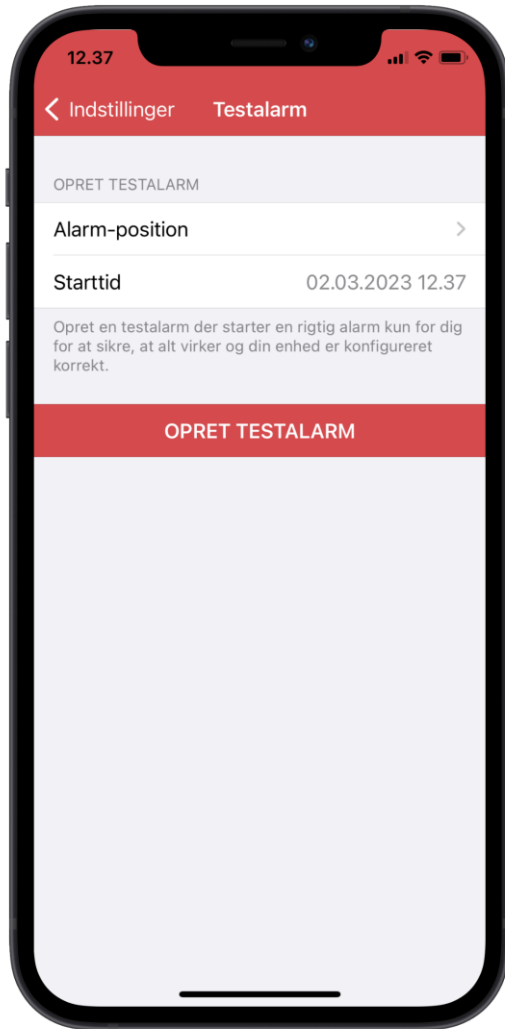 12.37
Indstillinger Testalarm
OPRET TESTALARM
Alarm-position
Starttid 02.03.2023 12.37
Opret en testalarm der starter en rigtig alarm kun for dig
for at sikre, at alt virker og din enhed er konfigureret
korrekt.
OPRET TESTALARM